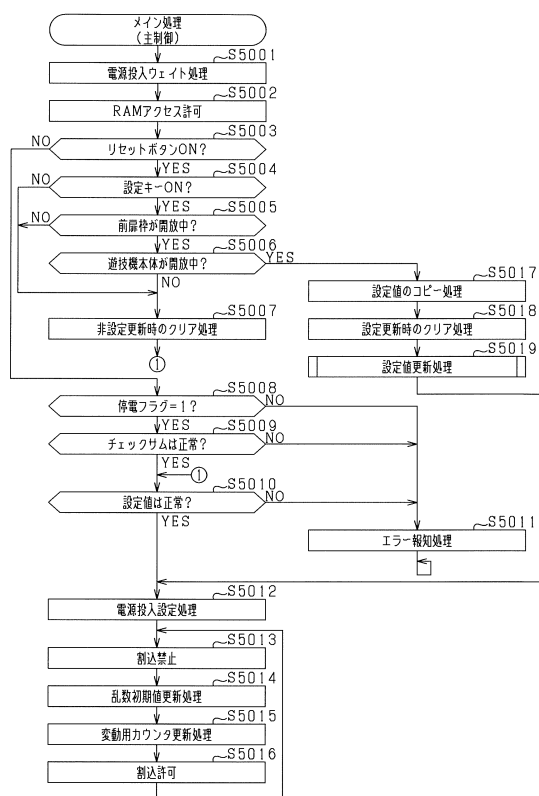 メイン処理
(主制御)
S5001
電源投入ウェイト処理
S5002
RAMアクセス許可
S5003
NO
リセットボタンON?
YES
S5004
NO
設定キーON?
YES
S5005
NO
前扉枠が開放中?
YES
S5006
遊技機本体が開放中?
YES
NO
S5017
設定値のコピー処理
S5007
非設定更新時のクリア処理
①
S5018
設定更新時のクリア処理
S5019
設定値更新処理
S5008
停電フラグ=1?
NO
YES
S5009
チェックサムは正常?
NO
YES
①
S5010
設定値は正常?
NO
YES
S5011
エラー報知処理
S5012
電源投入設定処理
S5013
割込禁止
S5014
乱数初期値更新処理
S5015
変動用カウンタ更新処理
S5016
割込許可